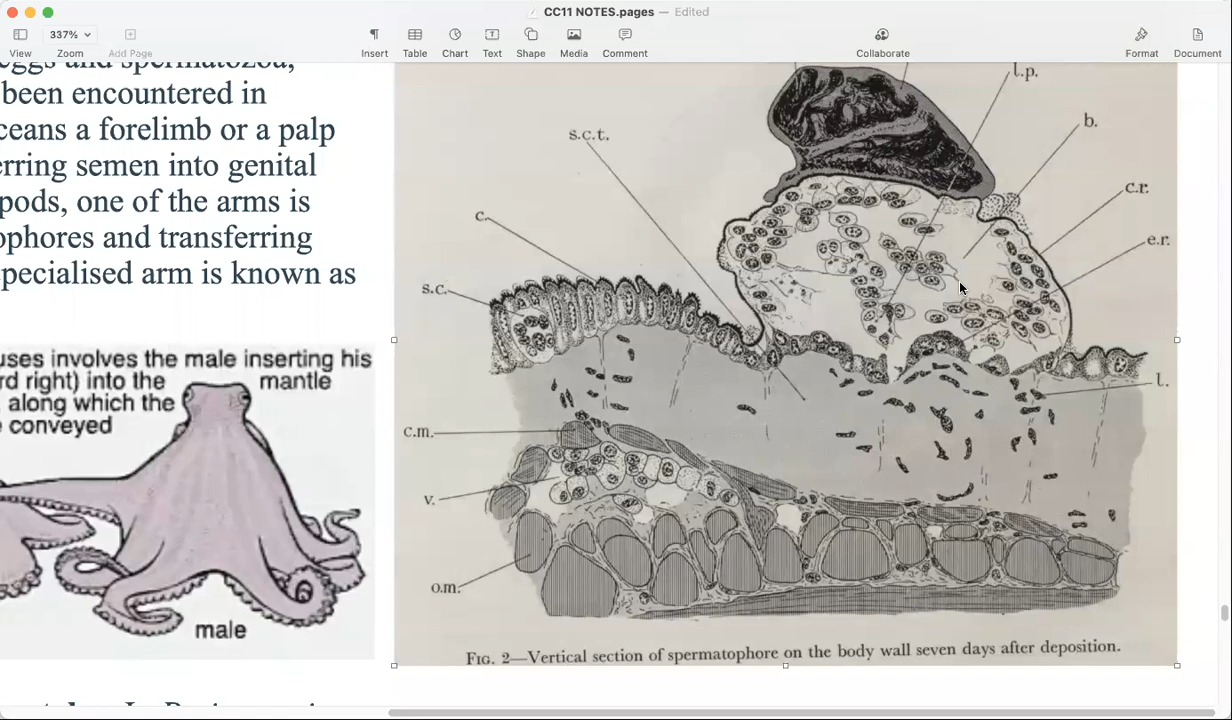 CC11 NOTES.pages — Edited
337%
View
Zoom
Add Page
Insert
Table
Chart
Text
Shape
Media
Comment
Collaborate
Format
Document
eggs and spermatozoa,
been encountered in
ceans a forelimb or a palp
erring semen into genital
pods, one of the arms is
ophores and transferring
specialised arm is known as
uses involves the male inserting his
rd right) into the mantle
along which the
conveyed
male
l.p.
s.c.t.
b.
c.r.
c.
e.r.
s.c.
l.
c.m.
v.
o.m.
FIG. 2—Vertical section of spermatophore on the body wall seven days after deposition.